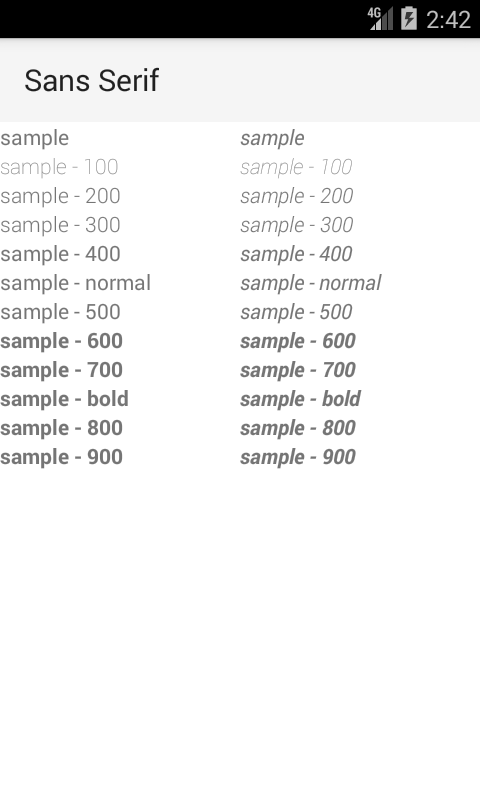 4G 2:42
Sans Serif
sample sample
sample - 100 sample - 100
sample - 200 sample - 200
sample - 300 sample - 300
sample - 400 sample - 400
sample - normal sample - normal
sample - 500 sample - 500
sample - 600 sample - 600
sample - 700 sample - 700
sample - bold sample - bold
sample - 800 sample - 800
sample - 900 sample - 900